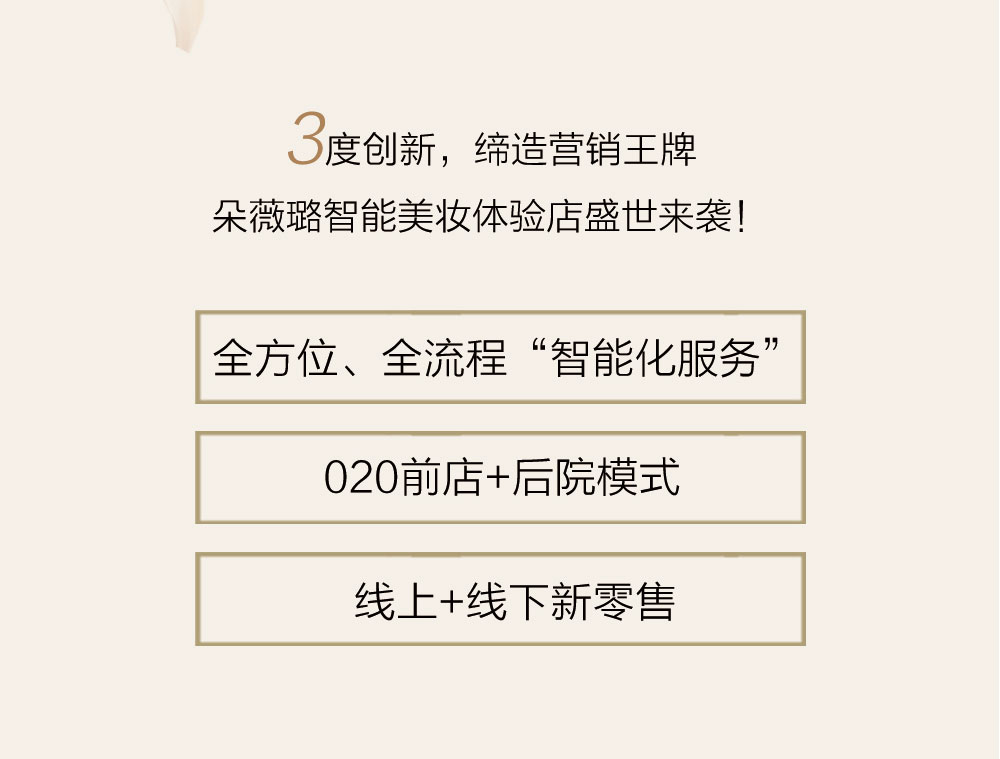 3度创新，缔造营销王牌
朵薇璐智能美妆体验店盛世来袭！
全方位、全流程“智能化服务”
020前店+后院模式
线上+线下新零售